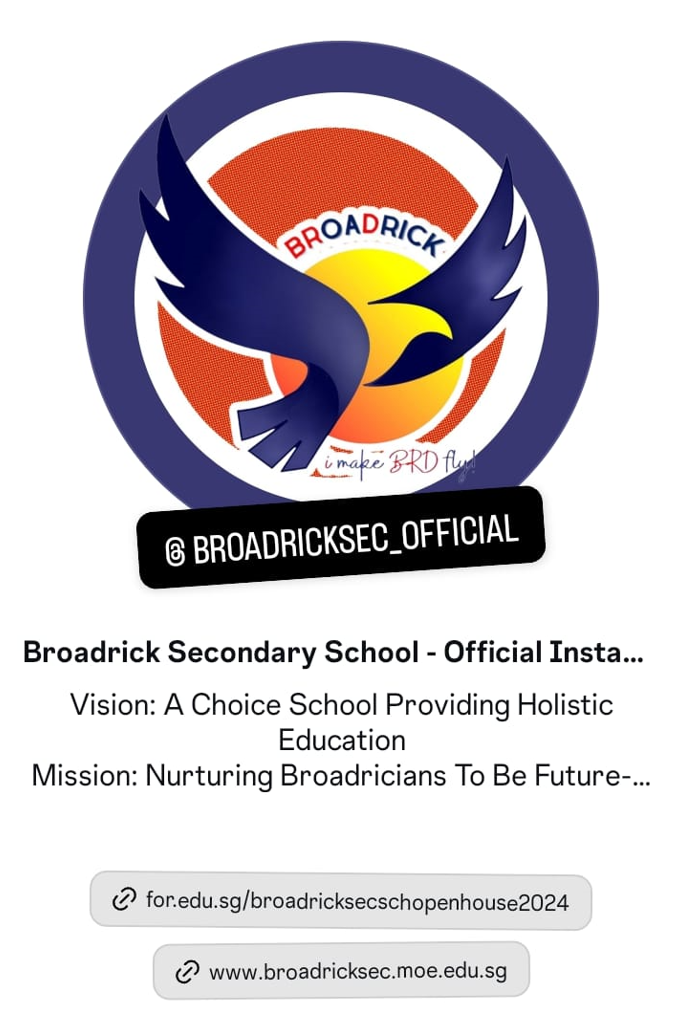 BROADRICK
i make BRD fly!
@ BROADRICKSEC_OFFICIAL
Broadrick Secondary School - Official Insta...
Vision: A Choice School Providing Holistic
Education
Mission: Nurturing Broadricians To Be Future-...
for.edu.sg/broadricksecschopenhouse2024
www.broadricksec.moe.edu.sg